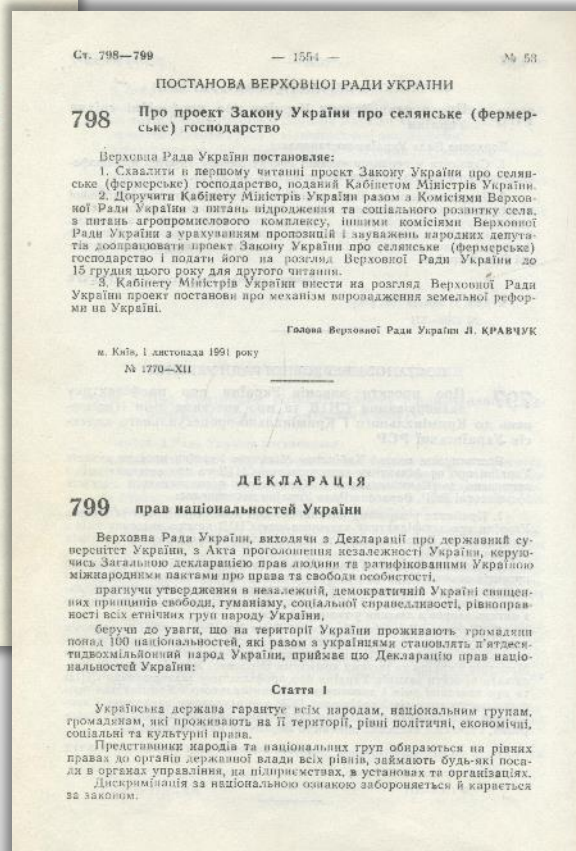 Ст. 798—799 — 1554 — № 53
ПОСТАНОВА ВЕРХОВНОЇ РАДИ УКРАЇНИ
798 Про проект Закону України про селянське (фермер-
ське) господарство
Верховна Рада України постановляє:
1. Схвалити в першому читанні проект Закону України про селян-
ське (фермерське) господарство, поданий Кабінетом Міністрів України.
2. Доручити Кабінету Міністрів України разом з Комісіями Верхов-
ної Ради України з питань відродження та соціального розвитку села,
з питань агропромислового комплексу, іншими комісіями Верховної
Ради України з урахуванням пропозицій і зауважень народних депута-
тів доопрацювати проект Закону України про селянське (фермерське)
господарство і подати його на розгляд Верховної Ради України до
15 грудня цього року для другого читання.
3. Кабінету Міністрів України внести на розгляд Верховної Ради
України проект постанови про механізм впровадження земельної рефор-
ми на Україні.
Голова Верховної Ради України Л. КРАВЧУК
м. Київ, 1 листопада 1991 року
№ 1770—XII
ДЕКЛАРАЦІЯ
799 прав національностей України
Верховна Рада України, виходячи з Декларації про державний су-
веренітет України, з Акта проголошення незалежності України, керую-
чись Загальною декларацією прав людини та ратифікованими Україною
міжнародними пактами про права та свободи особистості,
прагнучи утвердження в незалежній, демократичній Україні священ-
них принципів свободи, гуманізму, соціальної справедливості, рівноправ-
ності всіх етнічних груп народу України,
беручи до уваги, що на території України проживають громадяни
понад 100 національностей, які разом з українцями становлять п'ятдеся-
тидвохмільйонний народ України, приймає цю Декларацію прав націо-
нальностей України:
Стаття 1
Українська держава гарантує всім народам, національним групам,
громадянам, які проживають на її території, рівні політичні, економічні,
соціальні та культурні права.
Представники народів та національних груп обираються на рівних
правах до органів державної влади всіх рівнів, займають будь-які поса-
ди в органах управління, на підприємствах, в установах та організаціях.
Дискримінація за національною ознакою забороняється й карається
за законом.